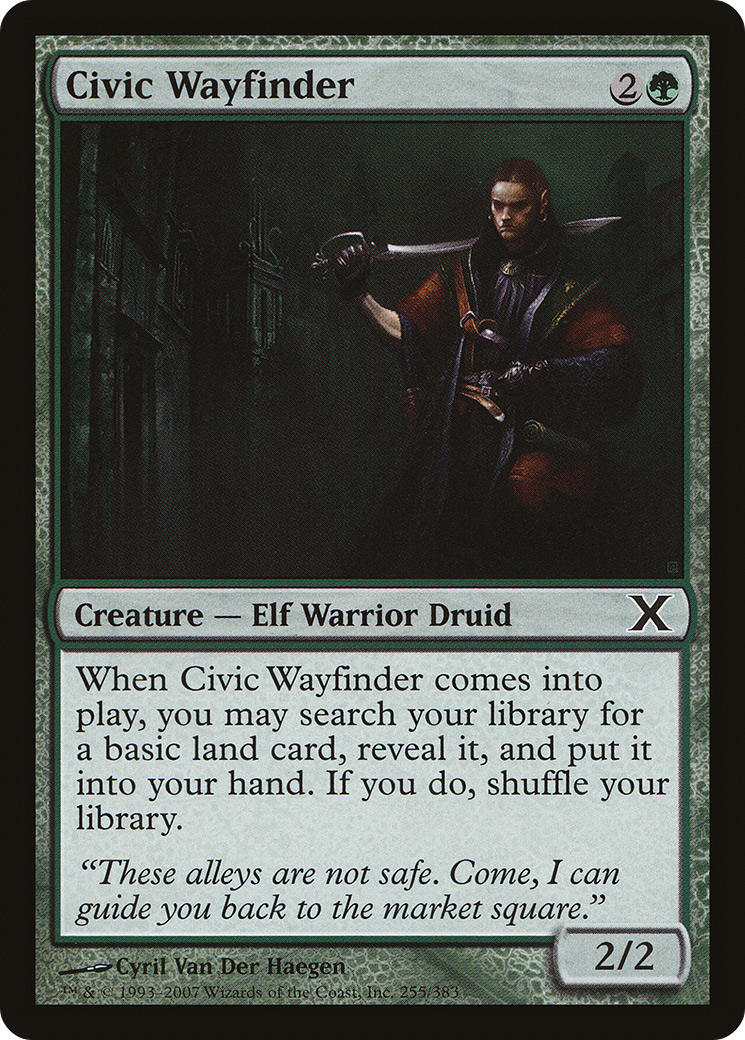 Civic Wayfinder 2
Creature — Elf Warrior Druid X
When Civic Wayfinder comes into
play, you may search your library for
a basic land card, reveal it, and put it
into your hand. If you do, shuffle your
library.
“These alleys are not safe. Come, I can
guide you back to the market square.”
2/2
Cyril Van Der Haegen
™ & © 1993–2007 Wizards of the Coast, Inc. 255/383